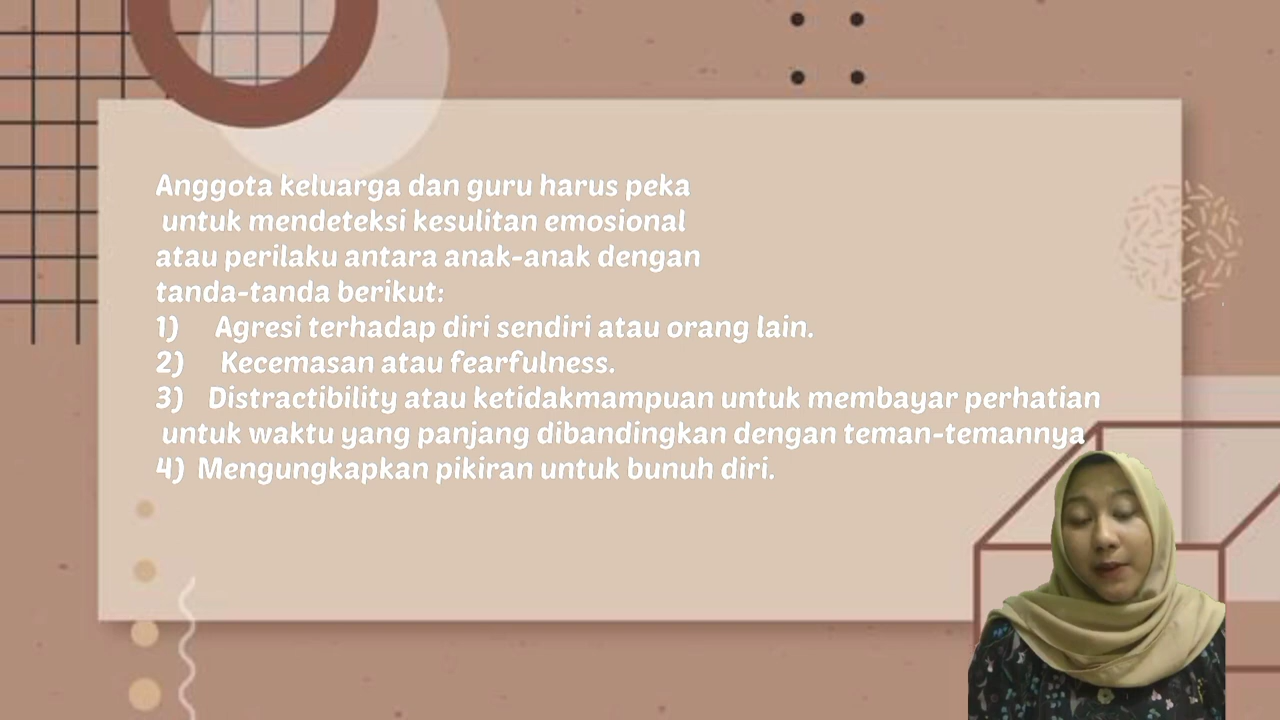 Anggota keluarga dan guru harus peka
untuk mendeteksi kesulitan emosional
atau perilaku antara anak-anak dengan
tanda-tanda berikut:
1) Agresi terhadap diri sendiri atau orang lain.
2) Kecemasan atau fearfulness.
3) Distractibility atau ketidakmampuan untuk membayar perhatian
untuk waktu yang panjang dibandingkan dengan teman-temannya
4) Mengungkapkan pikiran untuk bunuh diri.